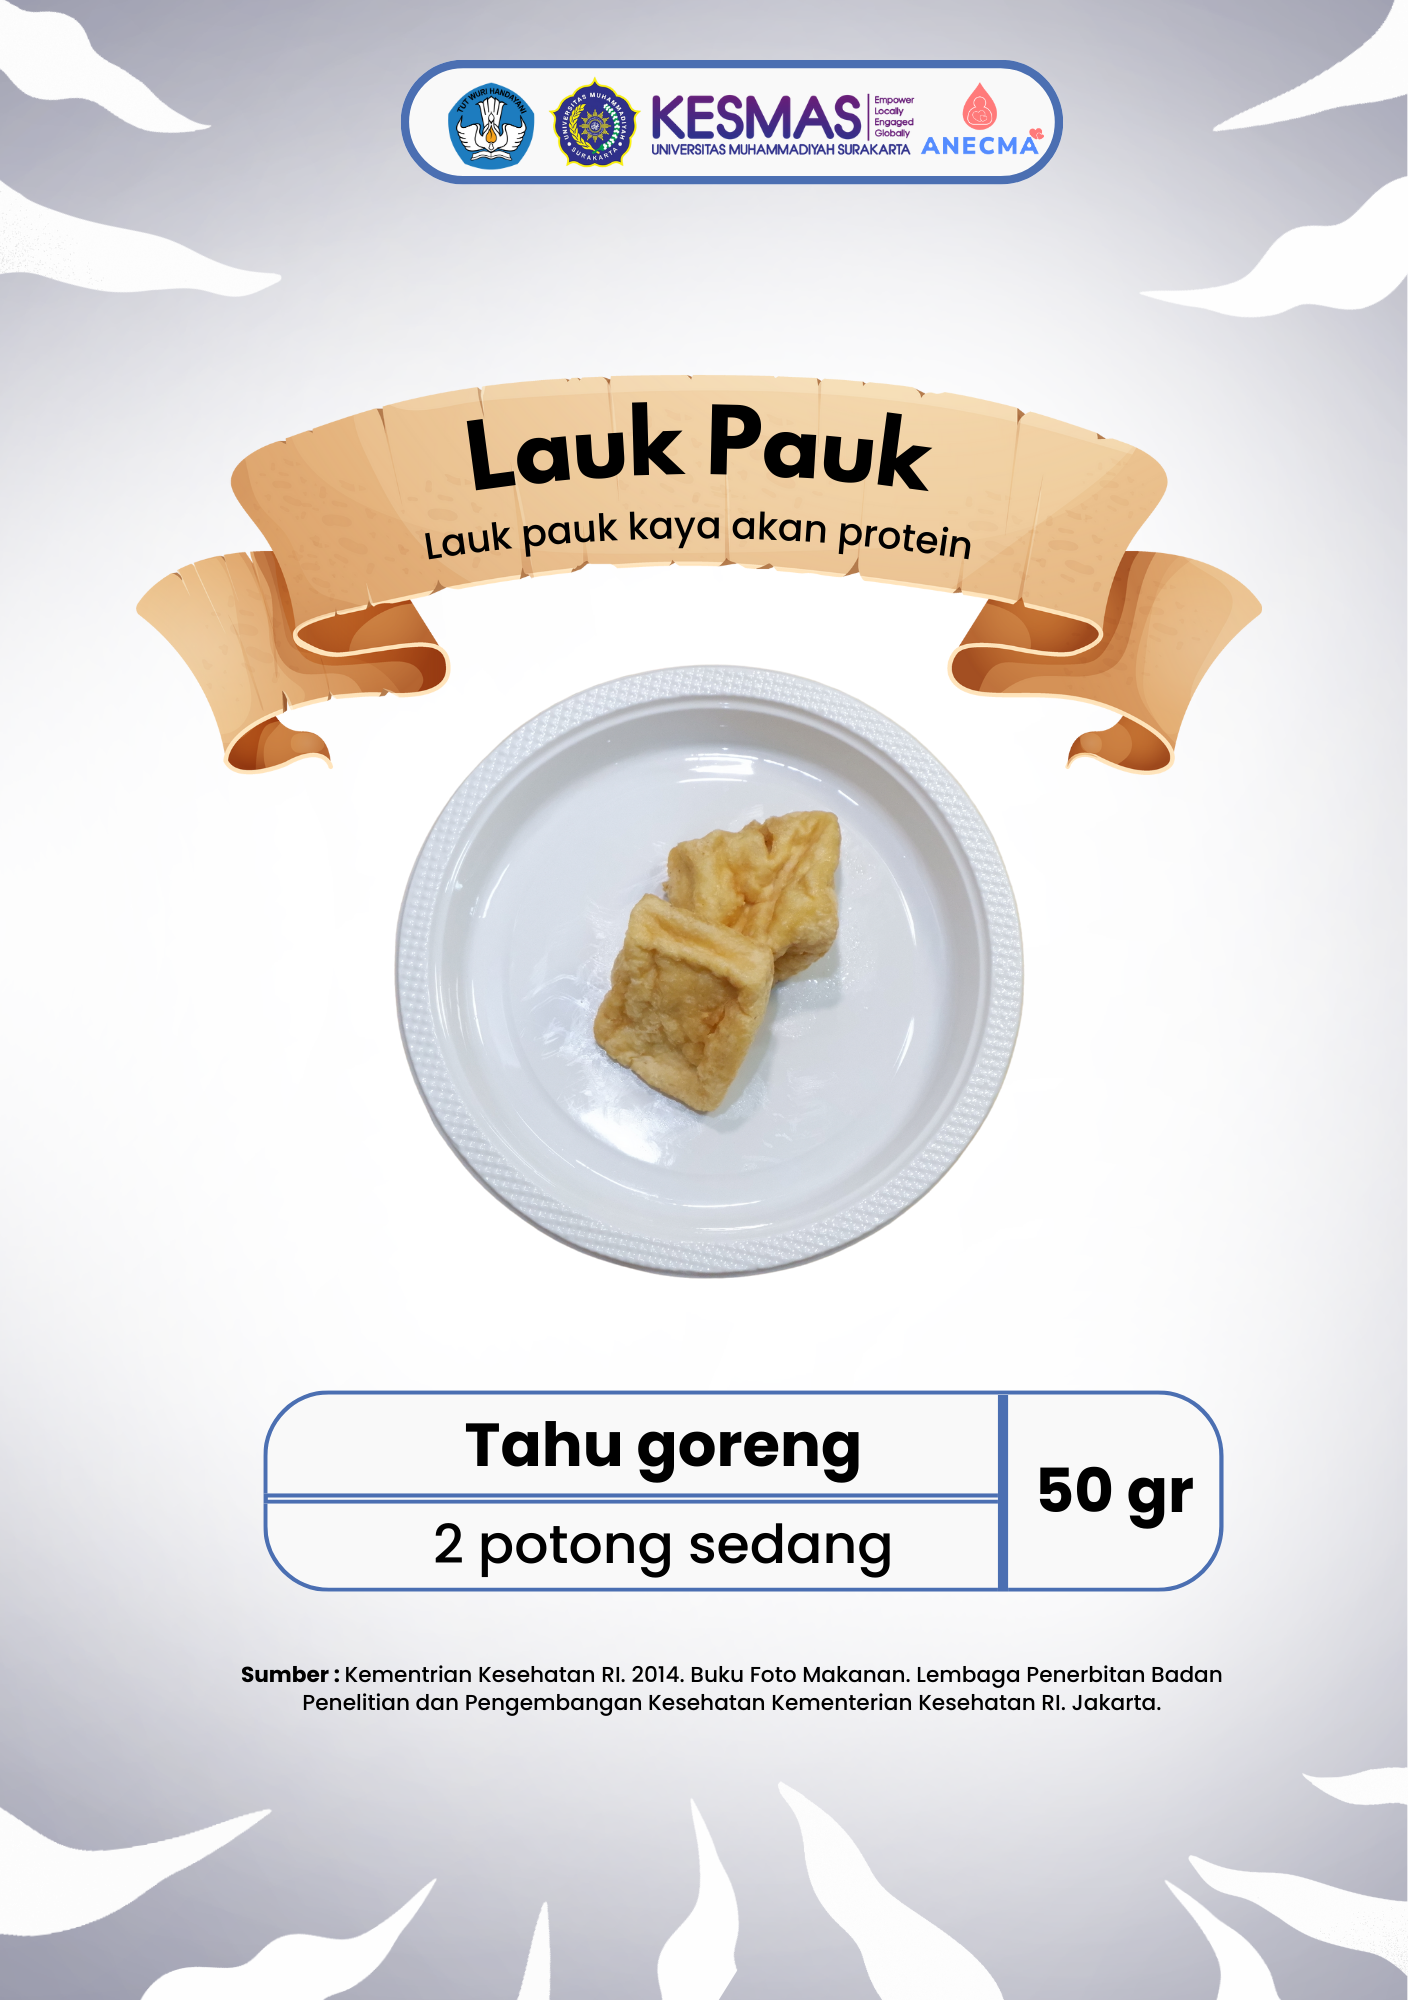 TUT WURI HANDAYANI
UNIVERSITAS MUHAMMADIYAH
SURAKARTA
KESMAS
Empower
Locally
Engaged
Globally
UNIVERSITAS MUHAMMADIYAH SURAKARTA
ANECMA
Lauk Pauk
Lauk pauk kaya akan protein
Tahu goreng
2 potong sedang
50 gr
Sumber : Kementrian Kesehatan RI. 2014. Buku Foto Makanan. Lembaga Penerbitan Badan
Penelitian dan Pengembangan Kesehatan Kementerian Kesehatan RI. Jakarta.